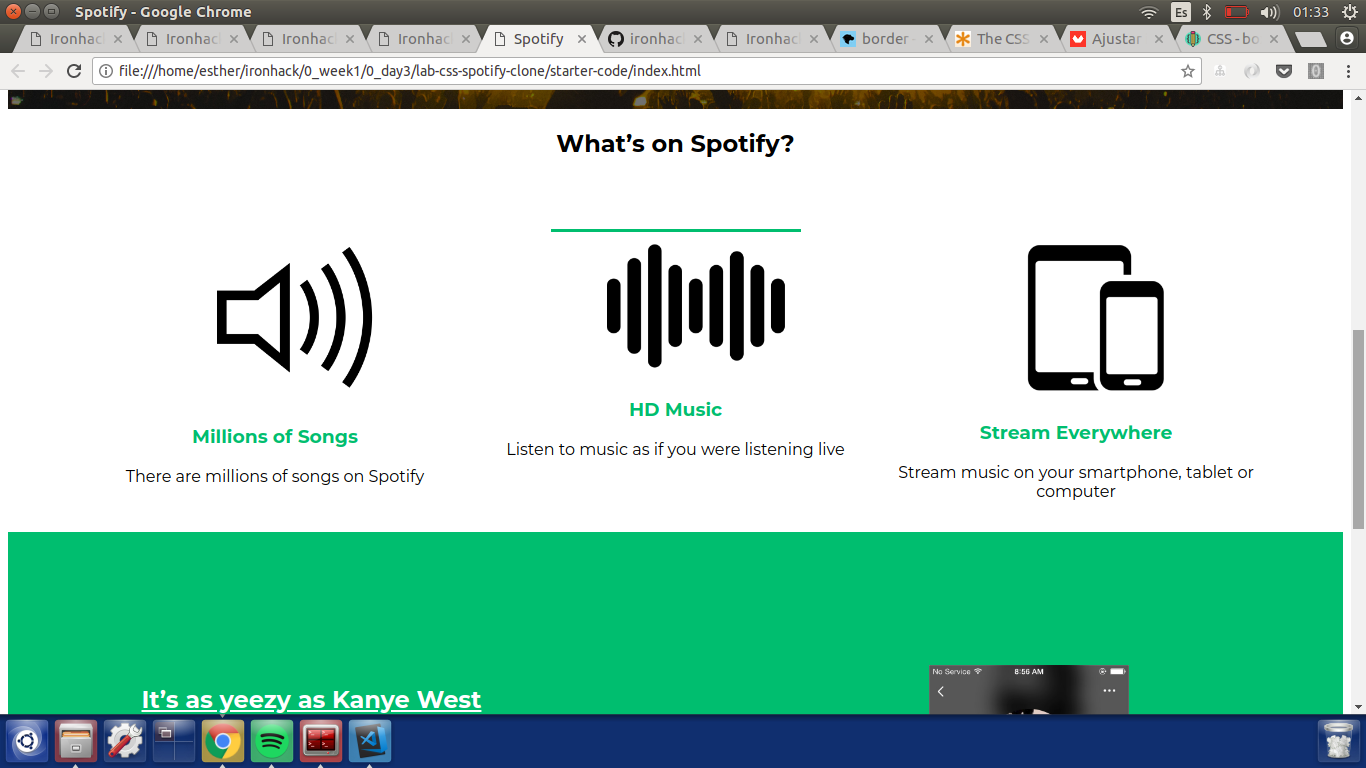 Spotify - Google Chrome
Es
01:33
Ironhac
Ironhac
Ironhac
Ironhac
Spotify
ironhac
Ironhac
border -
The CSS
Ajustar
CSS - bo
file:///home/esther/ironhack/0_week1/0_day3/lab-css-spotify-clone/starter-code/index.html
0
What’s on Spotify?
Millions of Songs
There are millions of songs on Spotify
HD Music
Listen to music as if you were listening live
Stream Everywhere
Stream music on your smartphone, tablet or
computer
It’s as yeezy as Kanye West
No Service
8:56 AM